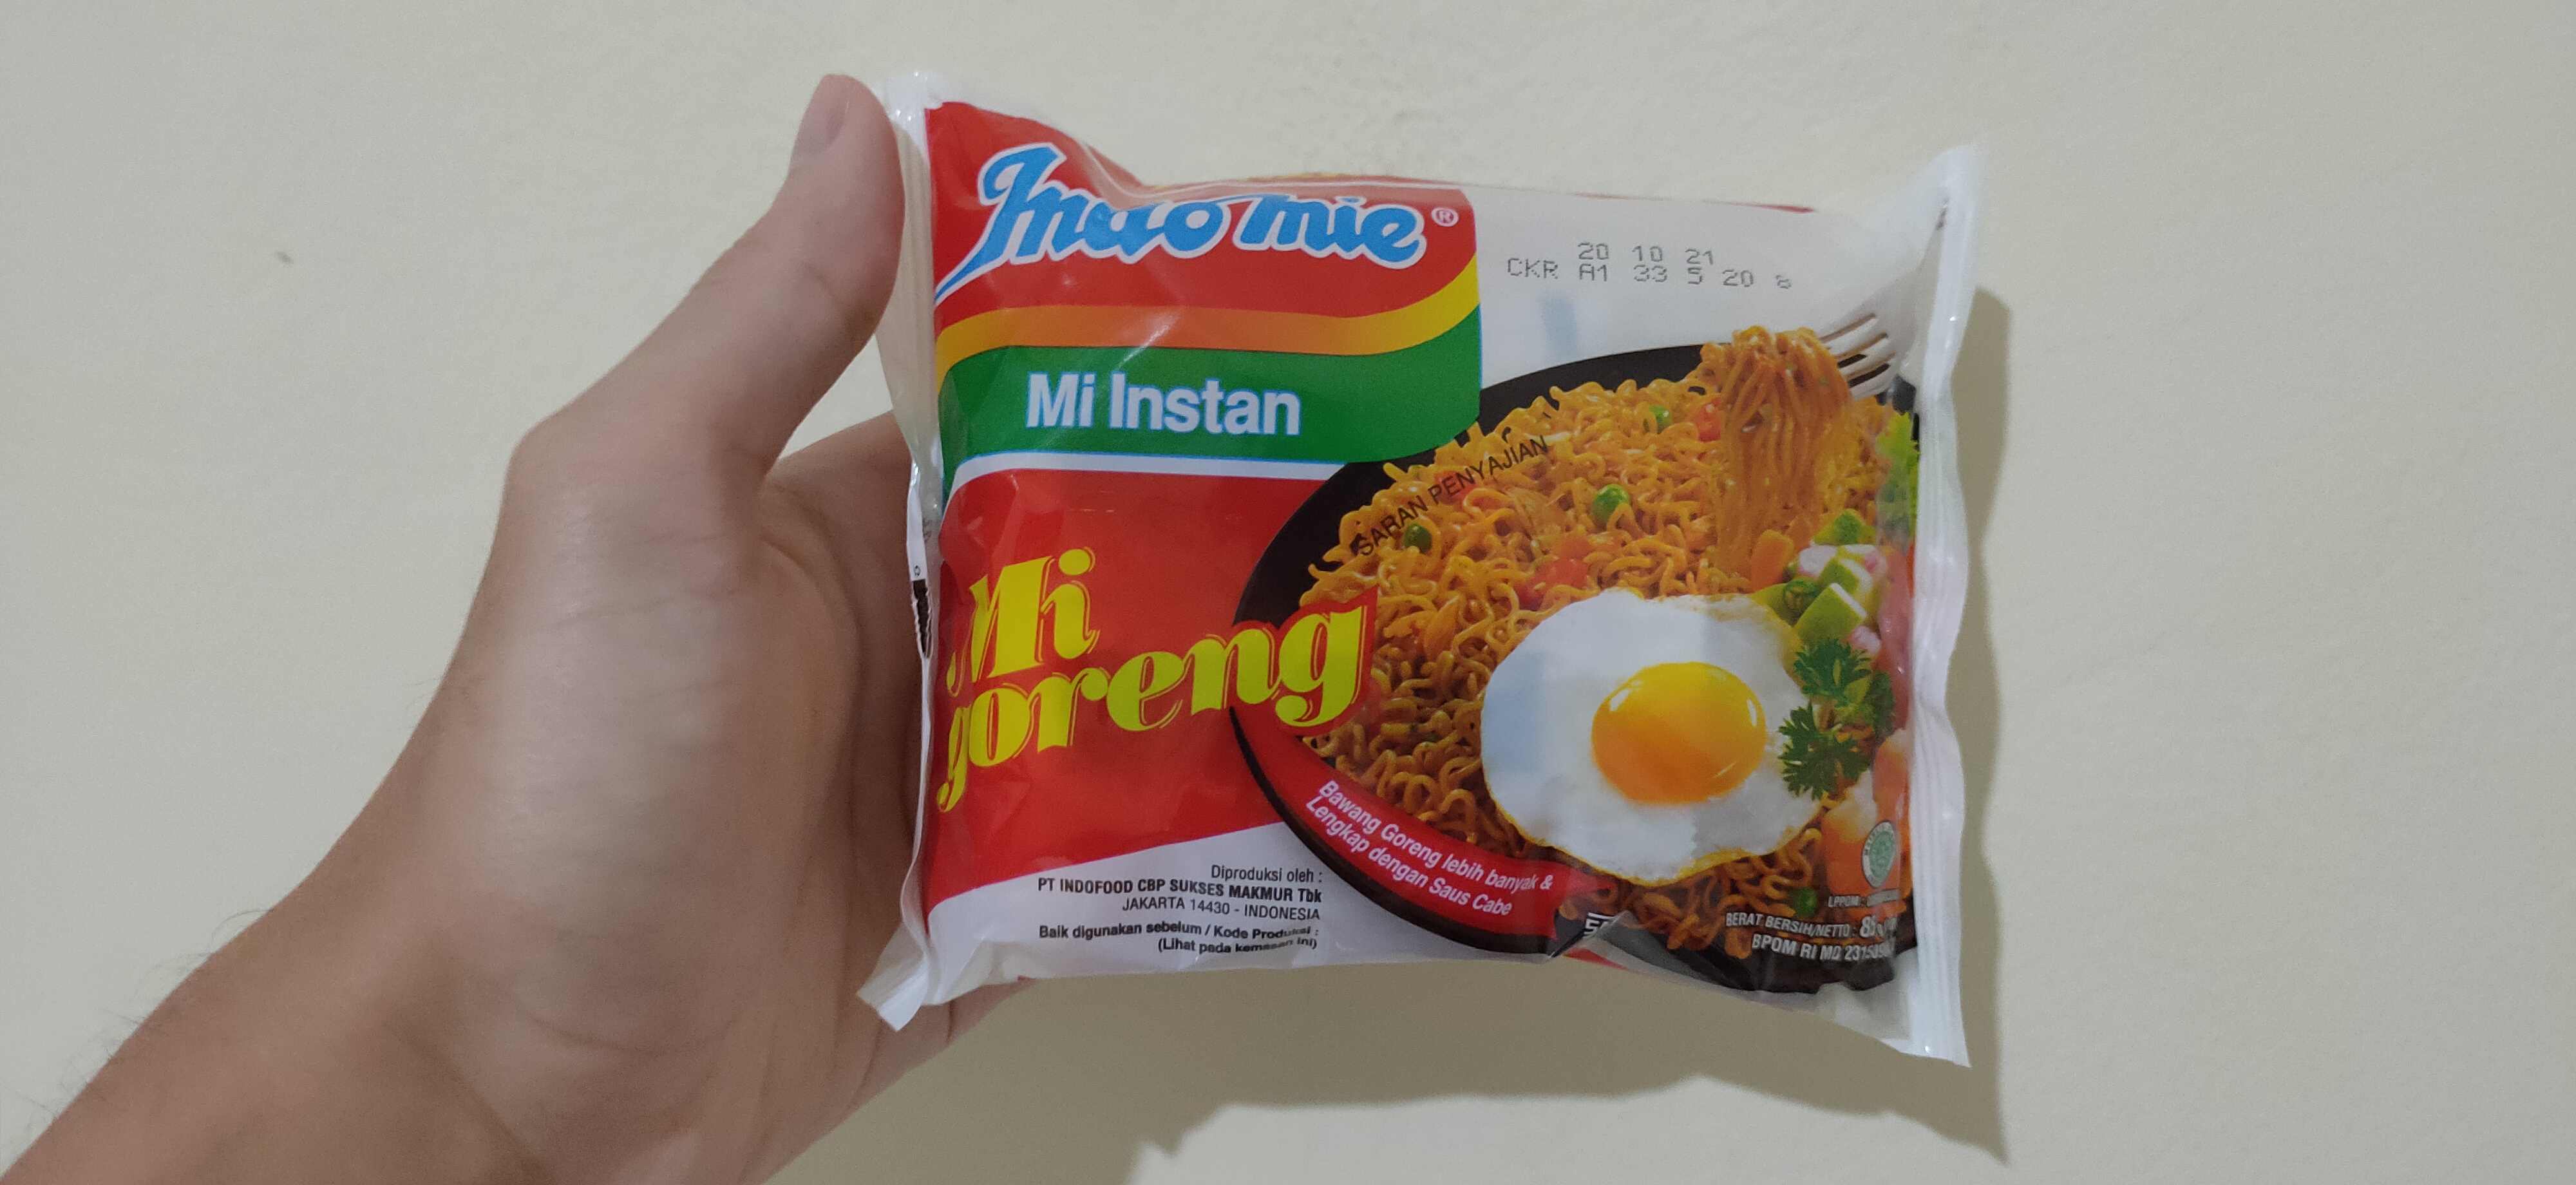 Indomie®
20 10 21
CKR A1 33 5 20 8
Mi Instan
SARAN PENYAJIAN
Mi
goreng
Bawang Goreng lebih banyak &
Lengkap dengan Saus Cabe
Diproduksi oleh :
PT INDOFOOD CBP SUKSES MAKMUR Tbk
JAKARTA 14430 - INDONESIA
Baik digunakan sebelum / Kode Produksi :
(Lihat pada kemasan ini)
LPPOM :
BERAT BERSIH/NETTO :
BPOM RI MD